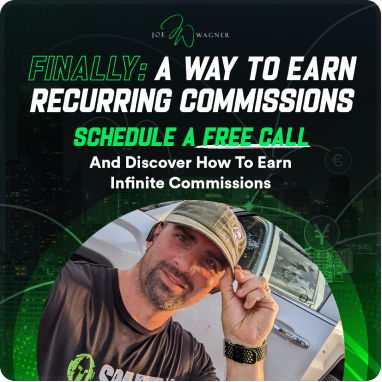 JOE WAGNER
FINALLY: A WAY TO EARN
RECURRING COMMISSIONS
SCHEDULE A FREE CALL
And Discover How To Earn
Infinite Commissions
€
¥